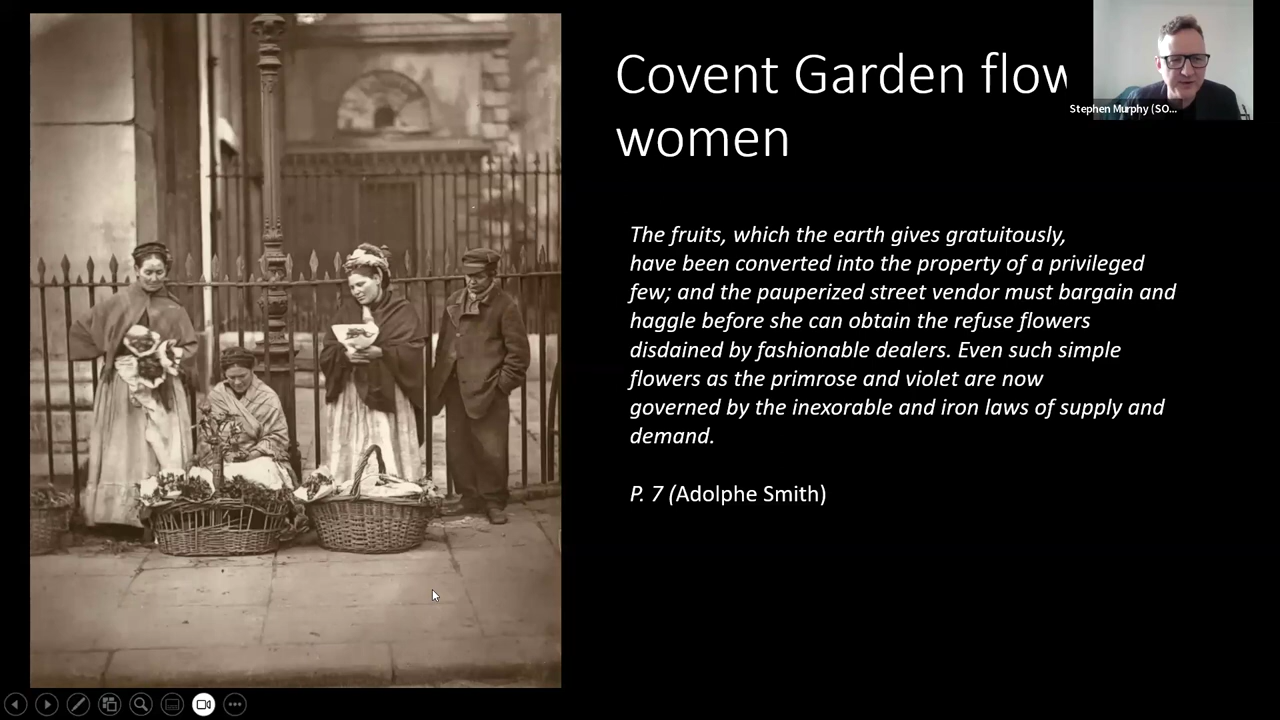 Covent Garden flow
women
Stephen Murphy (SO...
The fruits, which the earth gives gratuitously,
have been converted into the property of a privileged
few; and the pauperized street vendor must bargain and
haggle before she can obtain the refuse flowers
disdained by fashionable dealers. Even such simple
flowers as the primrose and violet are now
governed by the inexorable and iron laws of supply and
demand.
P. 7 (Adolphe Smith)